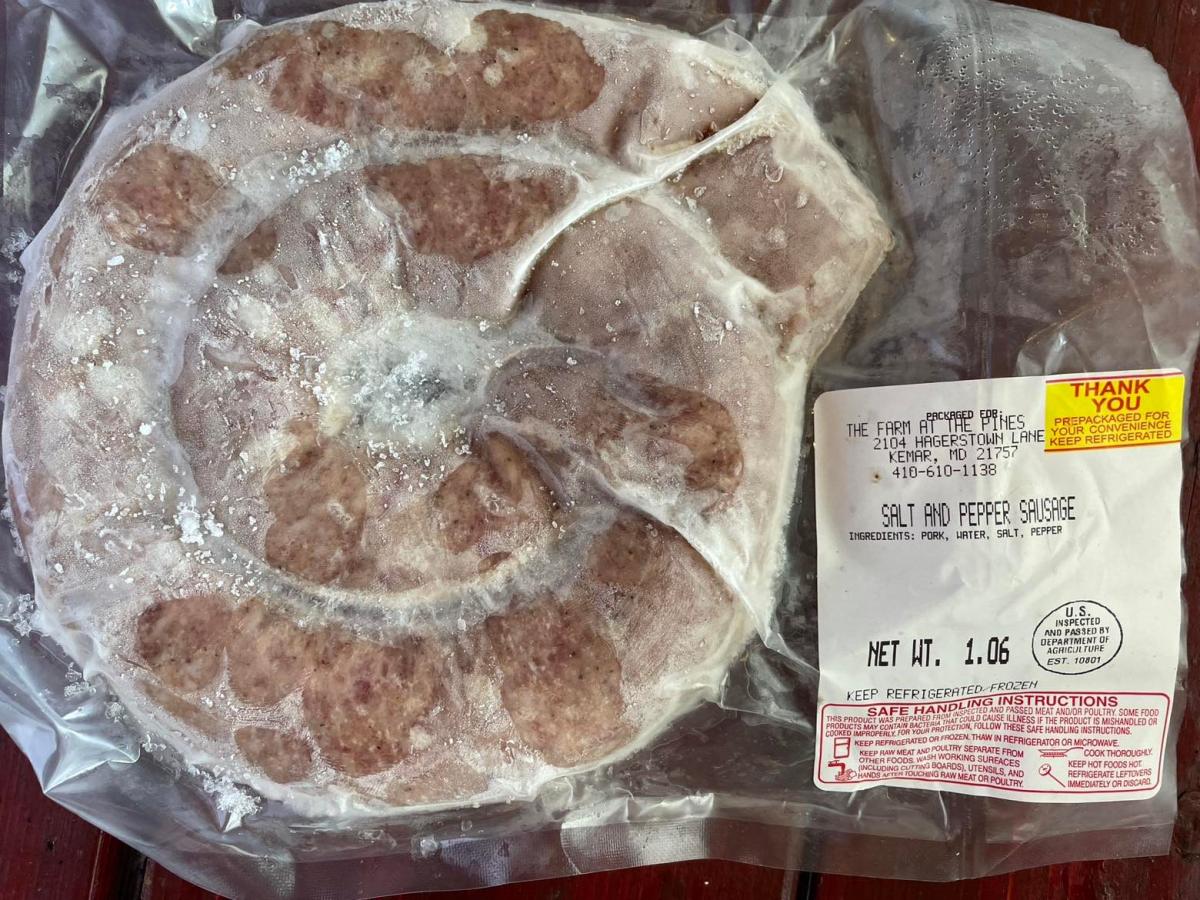 THANK
YOU
PREPACKAGED FOR
YOUR CONVENIENCE
KEEP REFRIGERATED
PACKAGED FOR:
THE FARM AT THE PINES
2104 HAGERSTOWN LANE
KEMAR, MD 21757
410-610-1138
SALT AND PEPPER SAUSAGE
INGREDIENTS: PORK, WATER, SALT, PEPPER
NET WT. 1.06
U.S.
INSPECTED
AND PASSED BY
DEPARTMENT OF
AGRICULTURE
EST. 10801
KEEP REFRIGERATED/FROZEN
SAFE HANDLING INSTRUCTIONS
THIS PRODUCT WAS PREPARED FROM INSPECTED AND PASSED MEAT AND/OR POULTRY. SOME FOOD
PRODUCTS MAY CONTAIN BACTERIA THAT COULD CAUSE ILLNESS IF THE PRODUCT IS MISHANDLED OR
COOKED IMPROPERLY. FOR YOUR PROTECTION, FOLLOW THESE SAFE HANDLING INSTRUCTIONS.
KEEP REFRIGERATED OR FROZEN. THAW IN REFRIGERATOR OR MICROWAVE.
KEEP RAW MEAT AND POULTRY SEPARATE FROM
OTHER FOODS. WASH WORKING SURFACES
(INCLUDING CUTTING BOARDS), UTENSILS, AND
HANDS AFTER TOUCHING RAW MEAT OR POULTRY.
COOK THOROUGHLY.
KEEP HOT FOODS HOT.
REFRIGERATE LEFTOVERS
IMMEDIATELY OR DISCARD.